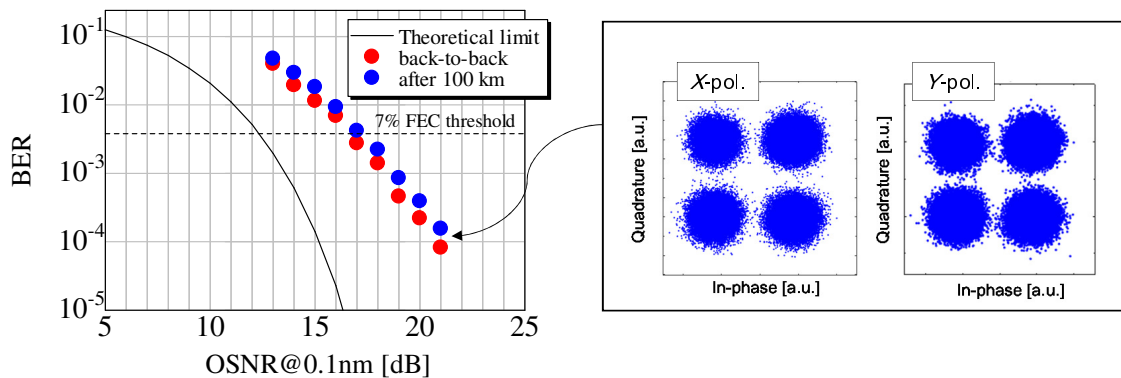 Theoretical limit
back-to-back
after 100 km
7% FEC threshold
10^-1
10^-2
10^-3
10^-4
10^-5
BER
5
10
15
20
25
OSNR@0.1nm [dB]
X-pol.
Y-pol.
Quadrature [a.u.]
Quadrature [a.u.]
In-phase [a.u.]
In-phase [a.u.]